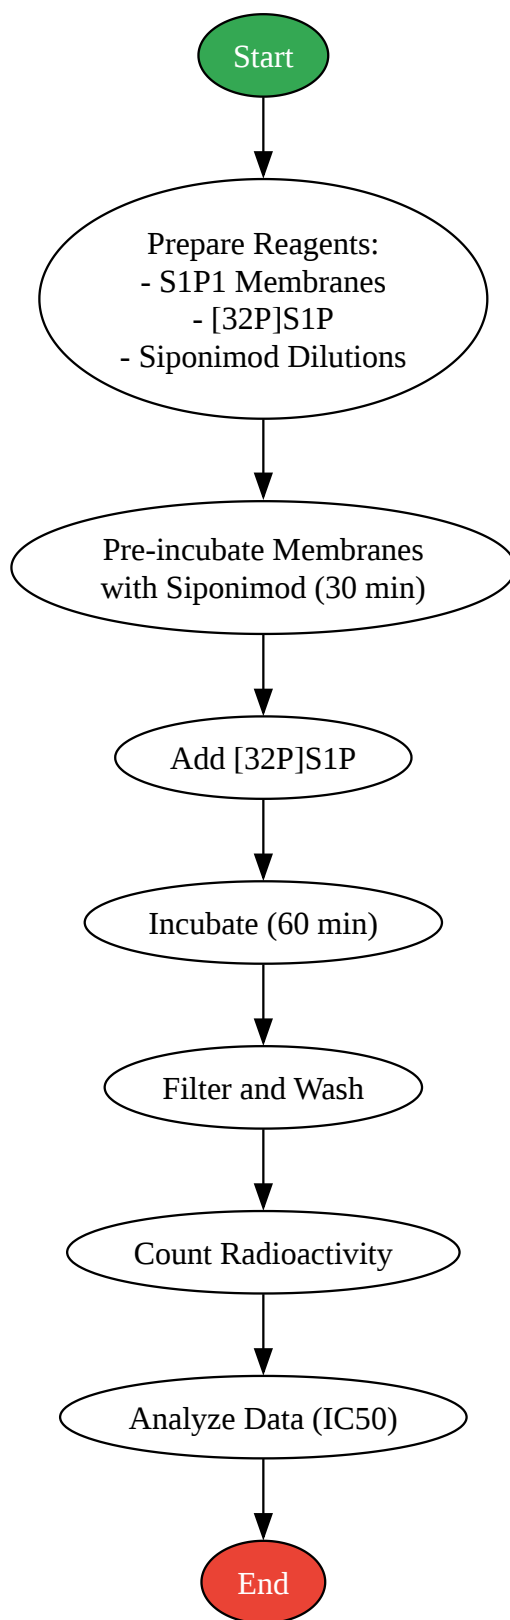 Start
Prepare Reagents:
- S1P1 Membranes
- [32P]S1P
- Siponimod Dilutions
Pre-incubate Membranes
with Siponimod (30 min)
Add [32P]S1P
Incubate (60 min)
Filter and Wash
Count Radioactivity
Analyze Data (IC50)
End